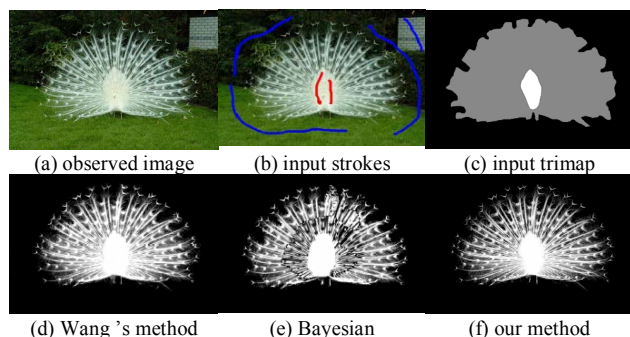 (a) observed image
(b) input strokes
(c) input trimap
(d) Wang 's method
(e) Bayesian
(f) our method